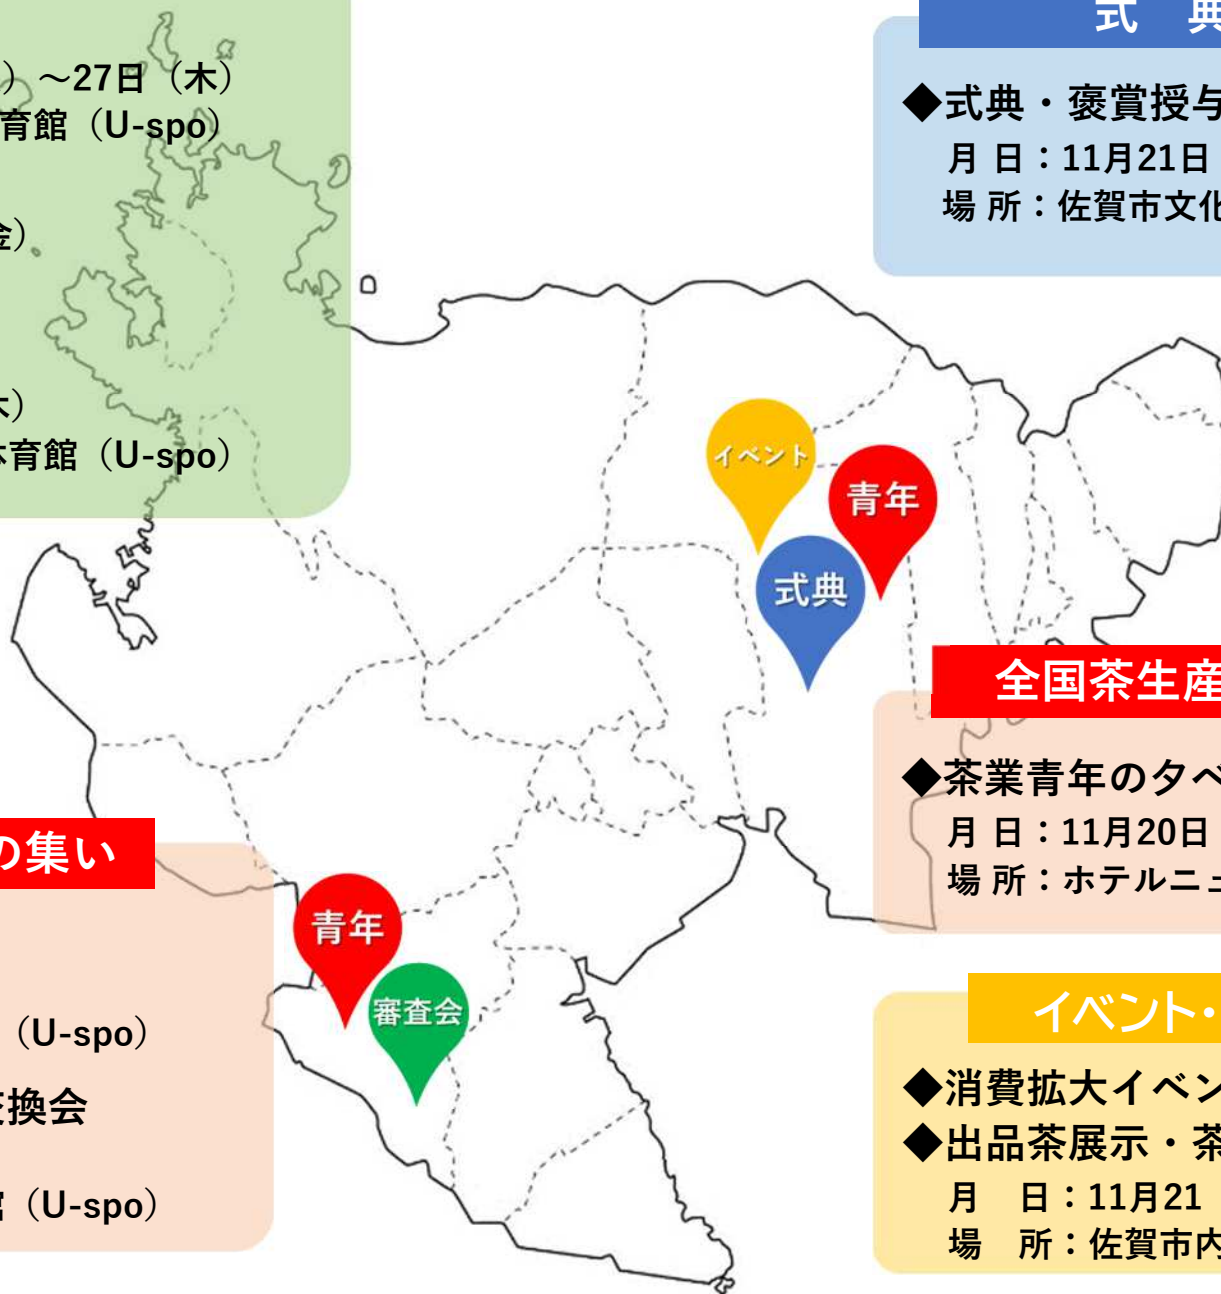 ）～27日（木）
育館（U-spo）
金）
木）
体育館（U-spo）
式 典
◆式典・褒賞授与
月 日：11月21日
場 所：佐賀市文化
イベント
青年
式典
全国茶生産
◆茶業青年の夕べ
月 日：11月20日
場 所：ホテルニュ
の集い
（U-spo）
交換会
館（U-spo）
青年
審査会
イベント・
◆消費拡大イベン
◆出品茶展示・茶
月 日：11月21
場 所：佐賀市内